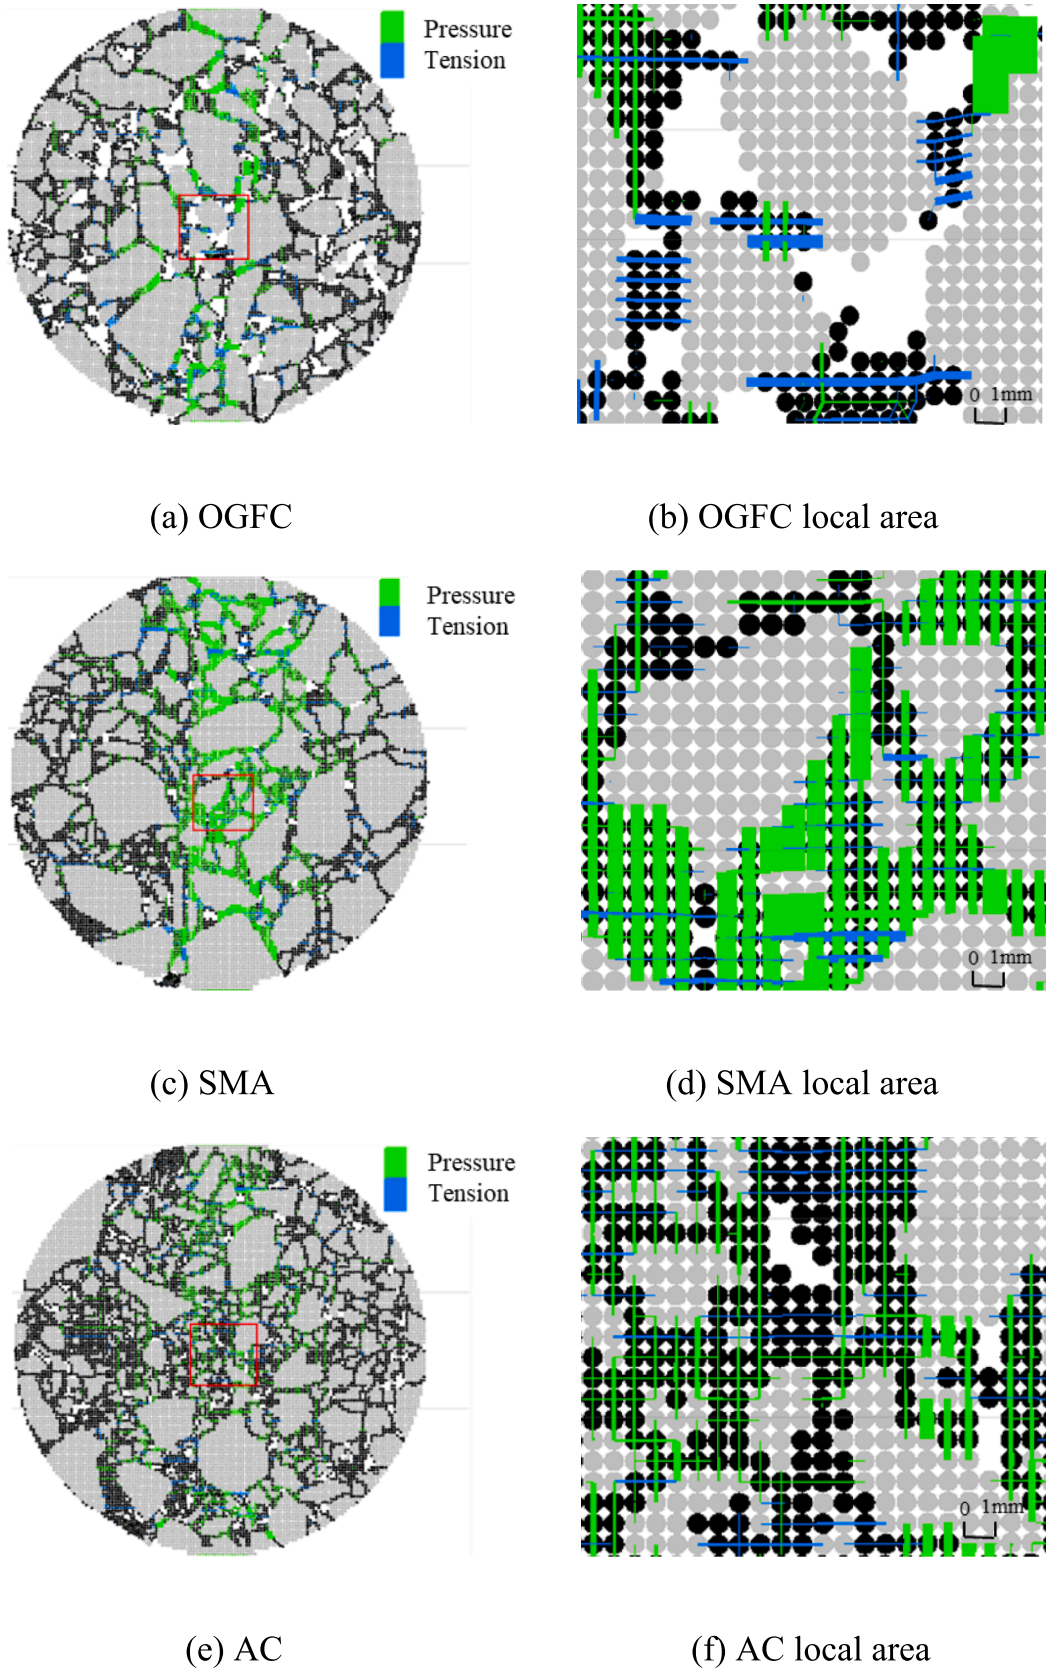 Pressure
Tension
0 1mm
(a) OGFC
(b) OGFC local area
Pressure
Tension
0 1mm
(c) SMA
(d) SMA local area
Pressure
Tension
0 1mm
(e) AC
(f) AC local area